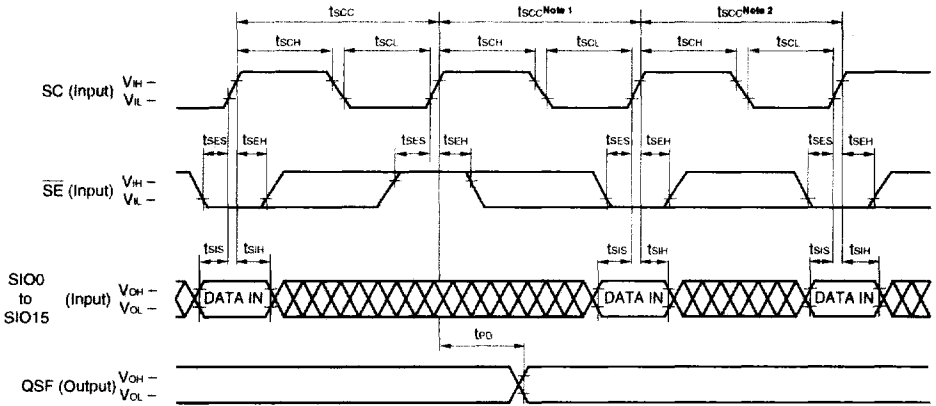 tSCC tSCC Note 1 tSCC Note 2
tSCH tSCL tSCH tSCL tSCH tSCL
SC (Input) VIH –
VIL –
tSES tSEH tSES tSEH tSES tSEH tSES tSEH
SE (Input) VIH –
VIL –
tSIS tSIH tSIS tSIH tSIS tSIH
SIO0
to
SIO15
(Input) VOH –
VOL –
DATA IN DATA IN DATA IN
tPD
QSF (Output) VOH –
VOL –